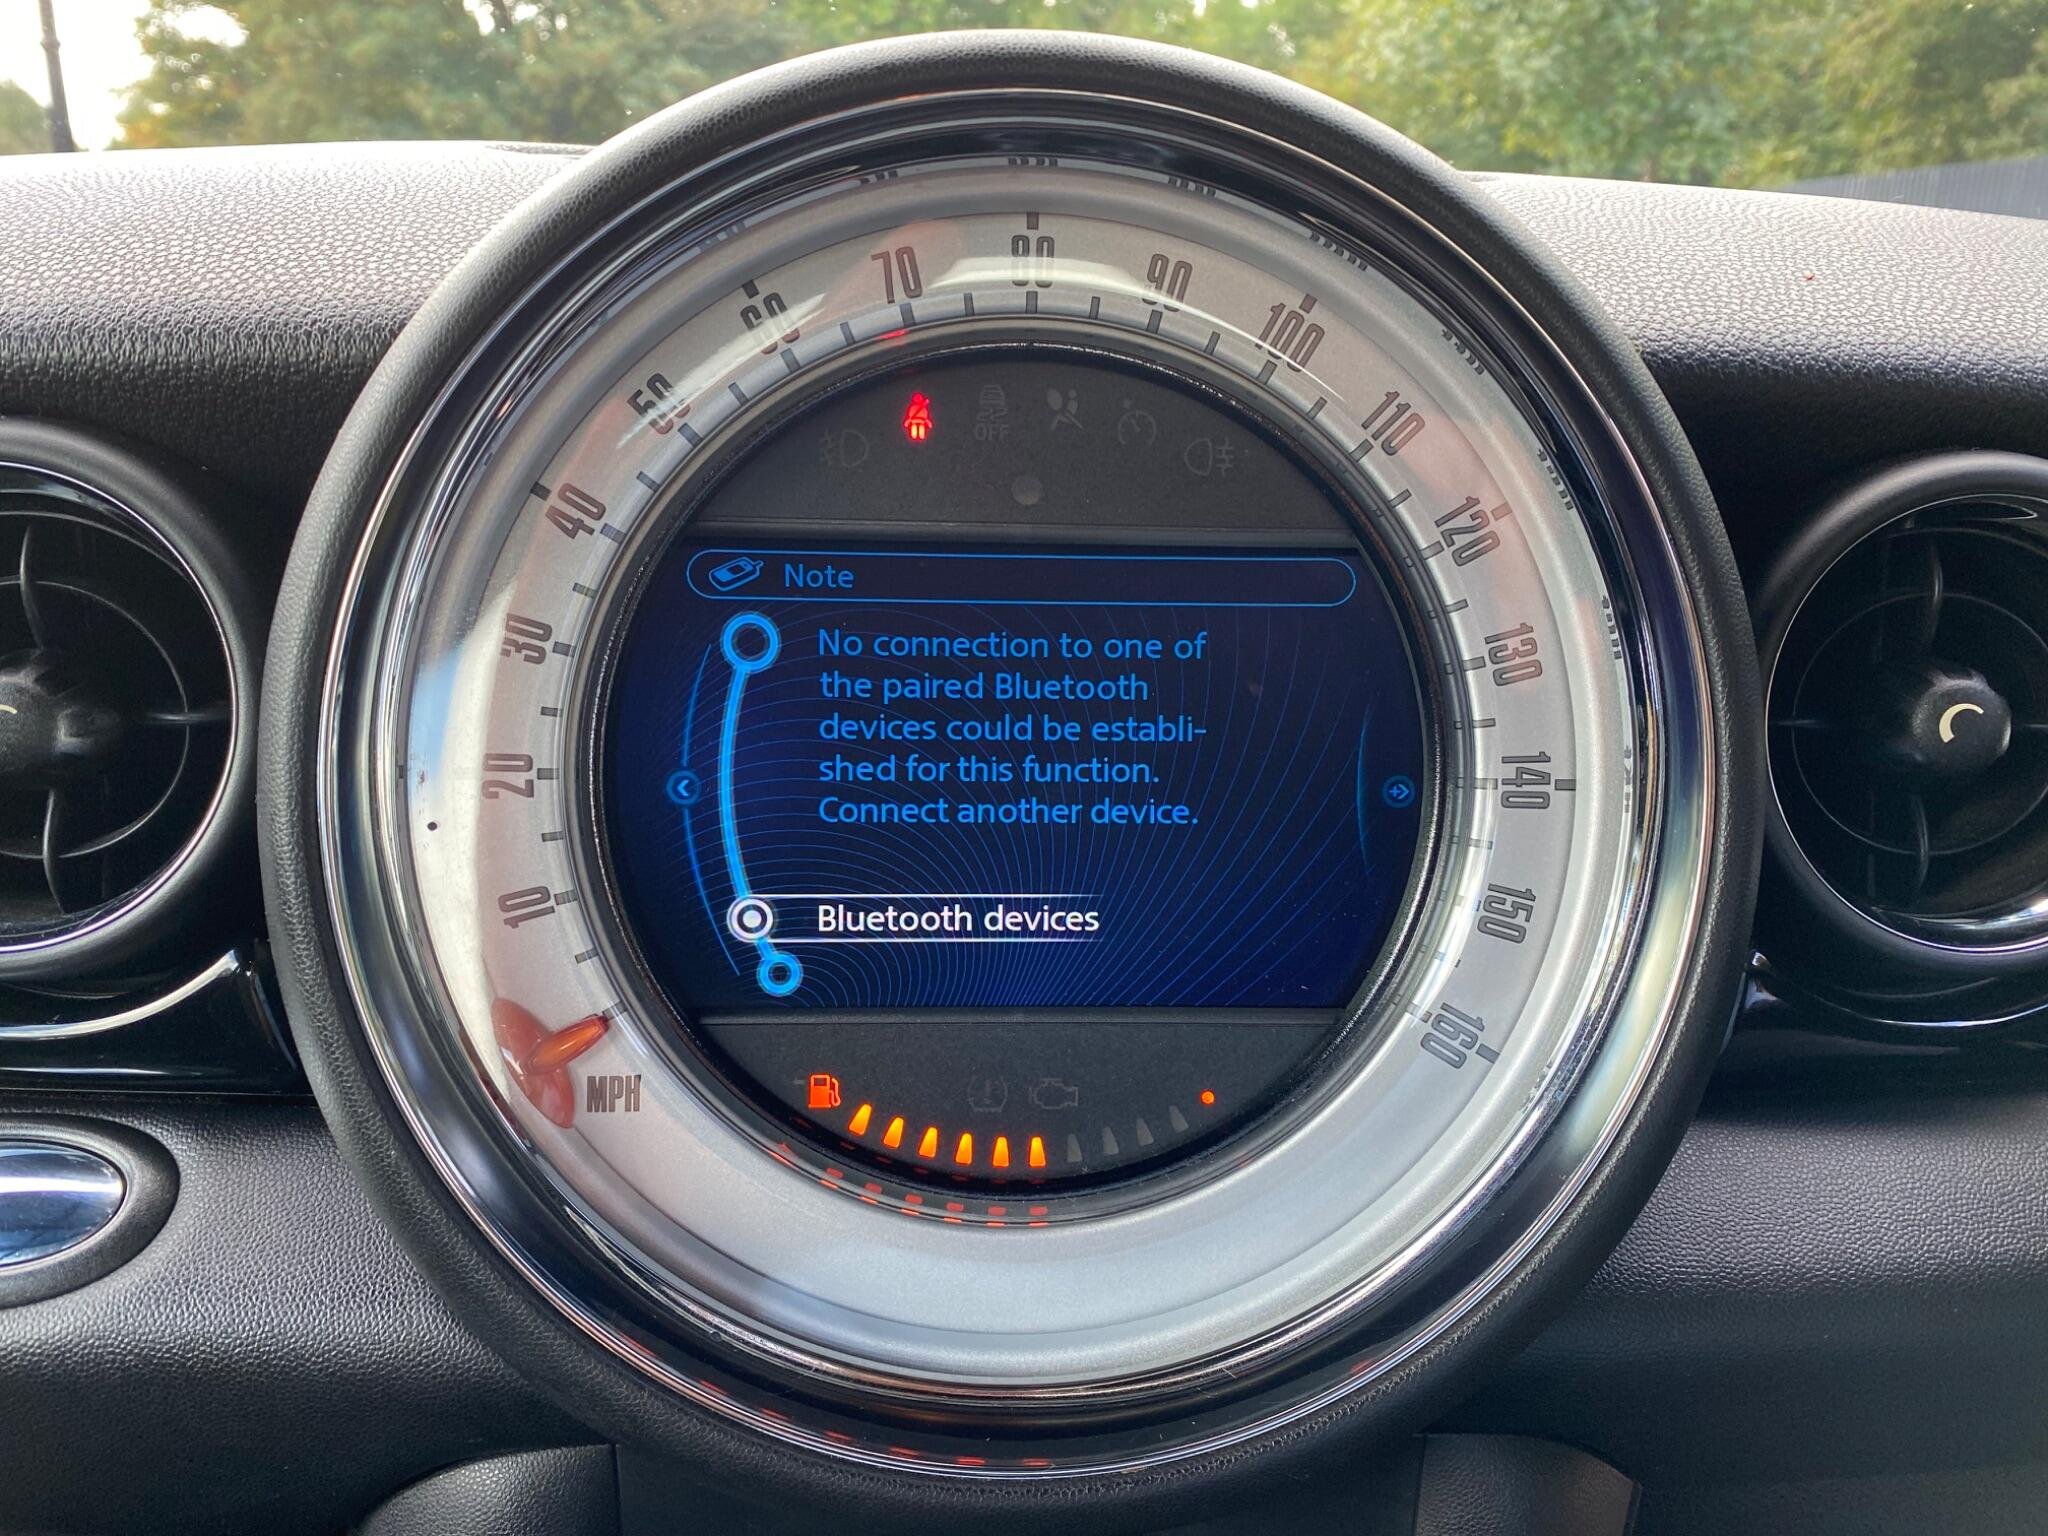 10
20
30
40
50
60
70
80
90
100
110
120
130
140
150
160
MPH
OFF
Note
No connection to one of
the paired Bluetooth
devices could be establi-
shed for this function.
Connect another device.
Bluetooth devices